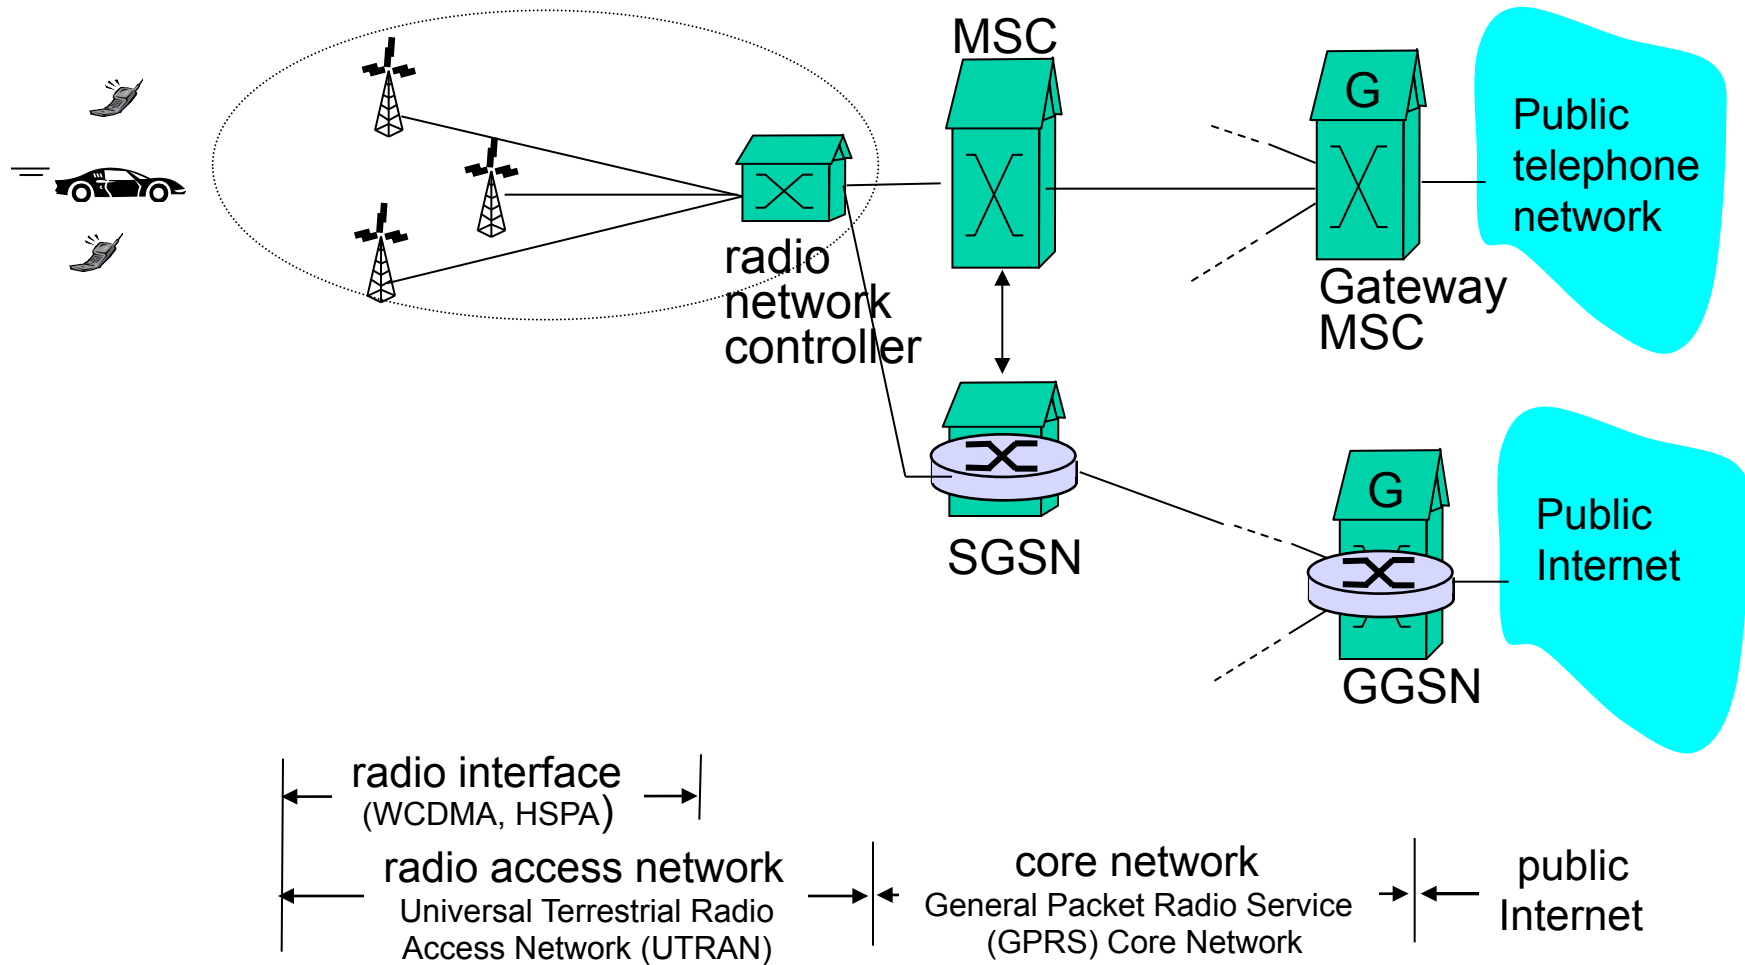 MSC
G
Public
telephone
network
radio
network
controller
Gateway
MSC
G
Public
Internet
SGSN
GGSN
radio interface
(WCDMA, HSPA)
radio access network
Universal Terrestrial Radio
Access Network (UTRAN)
core network
General Packet Radio Service
(GPRS) Core Network
public
Internet